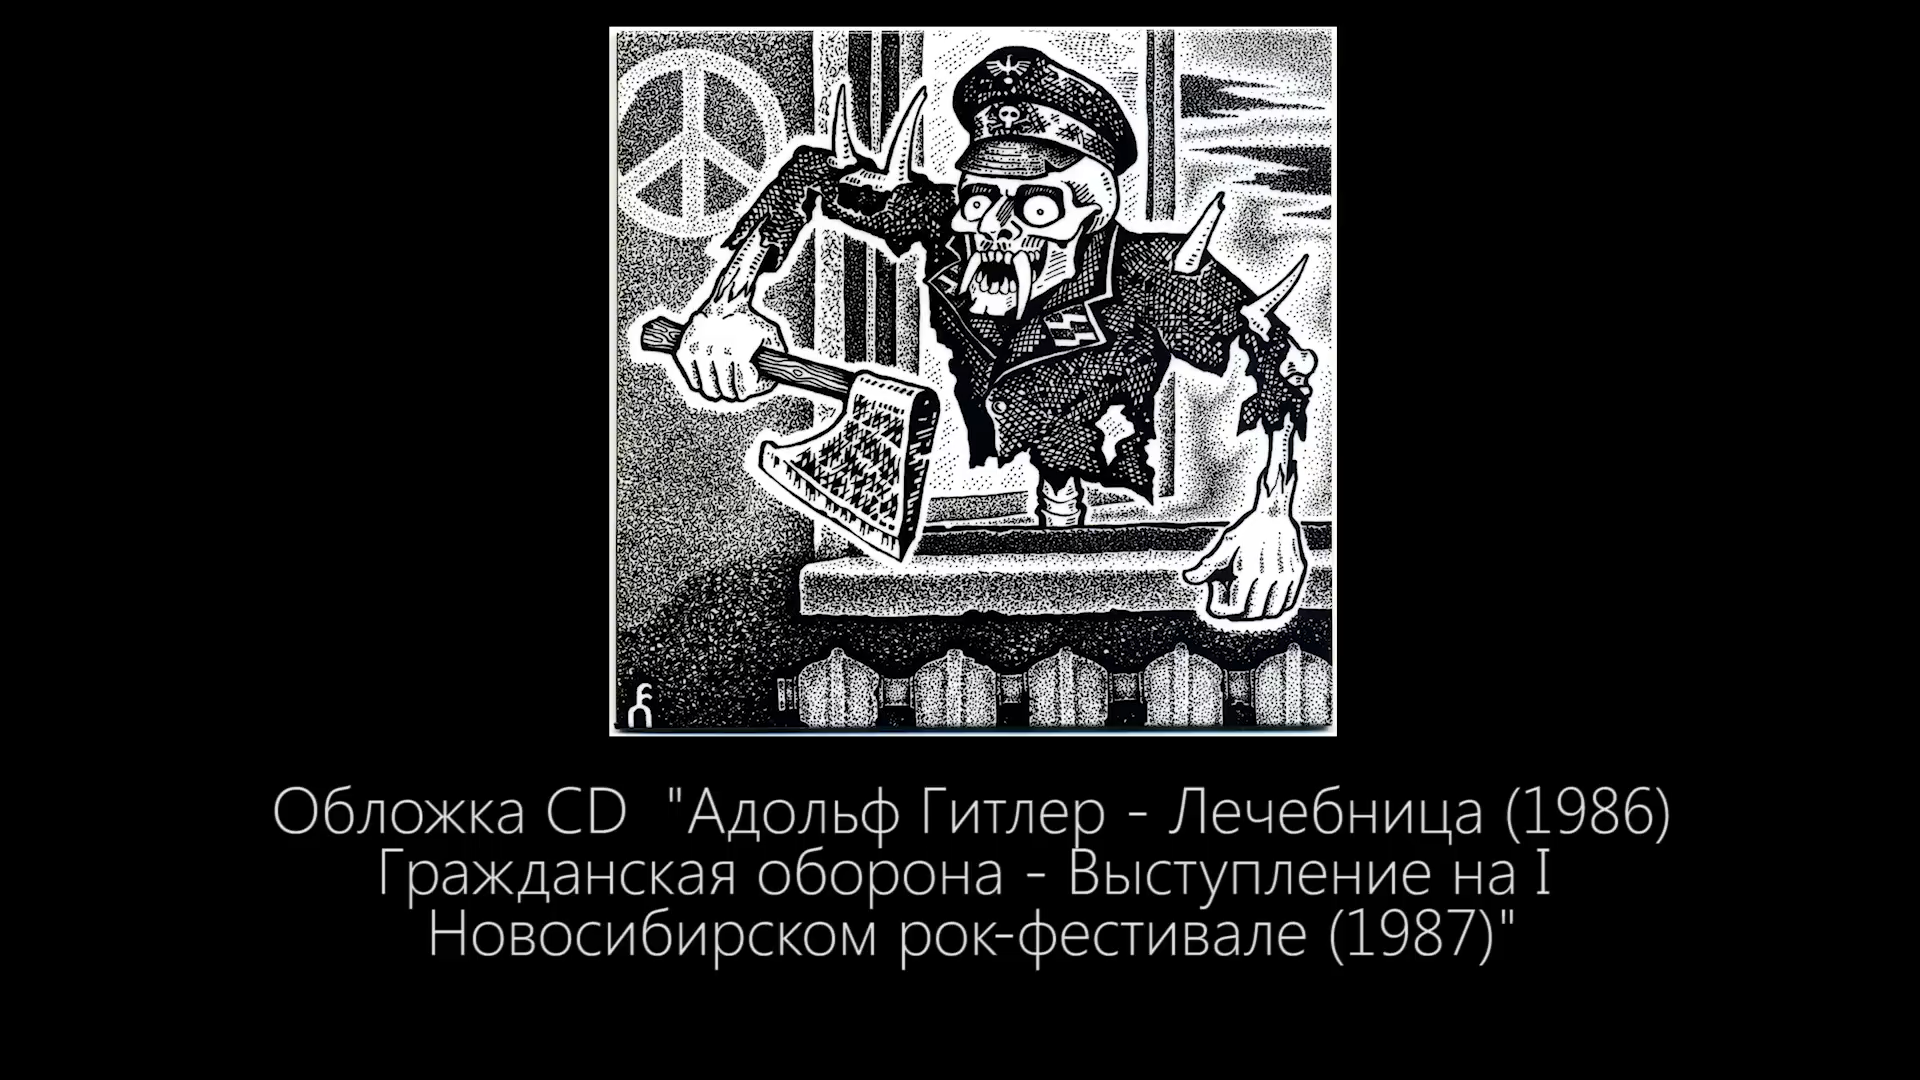 Обложка CD "Адольф Гитлер - Лечебница (1986)
Гражданская оборона - Выступление на I
Новосибирском рок-фестивале (1987)"